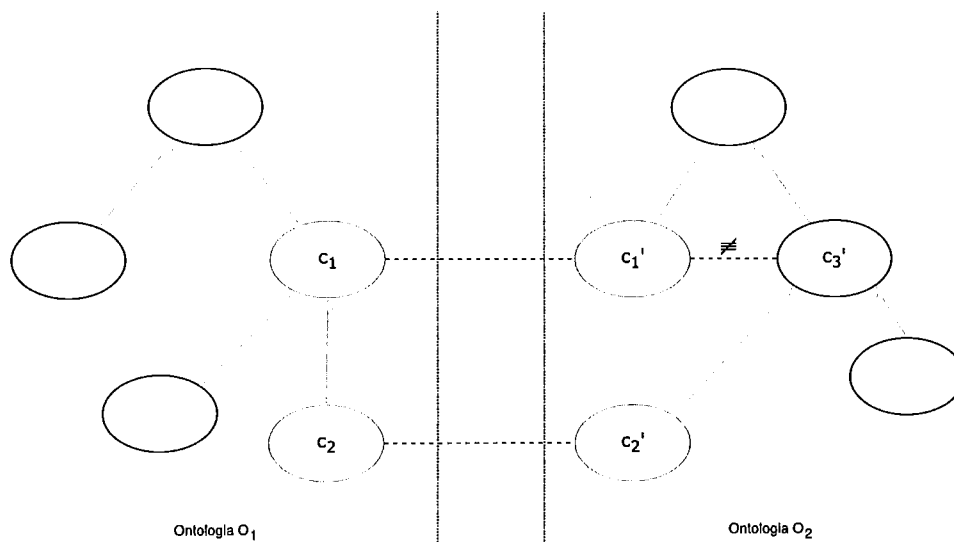 ≢
c₁
c₁'
c₃'
c₂
c₂'
Ontologia O₁
Ontologia O₂